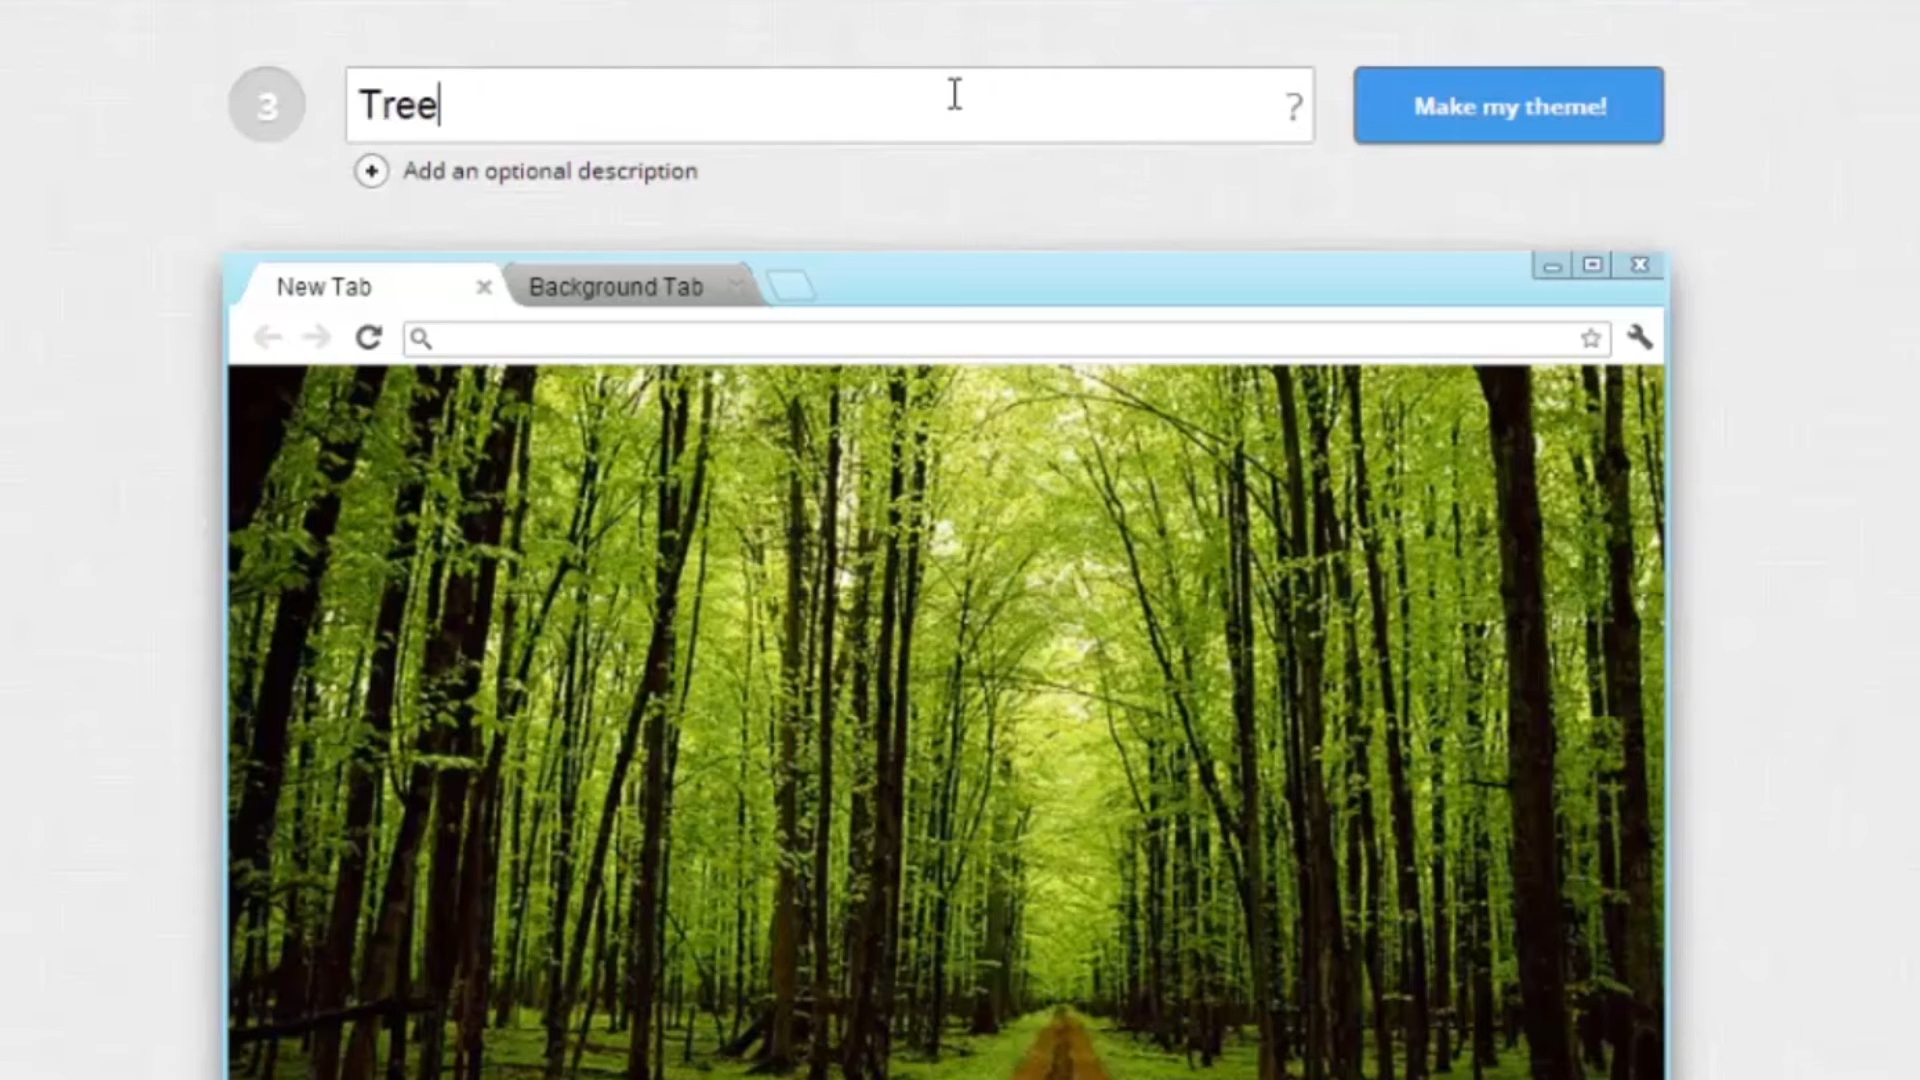 3
Tree
?
Make my theme!
Add an optional description
New Tab
Background Tab